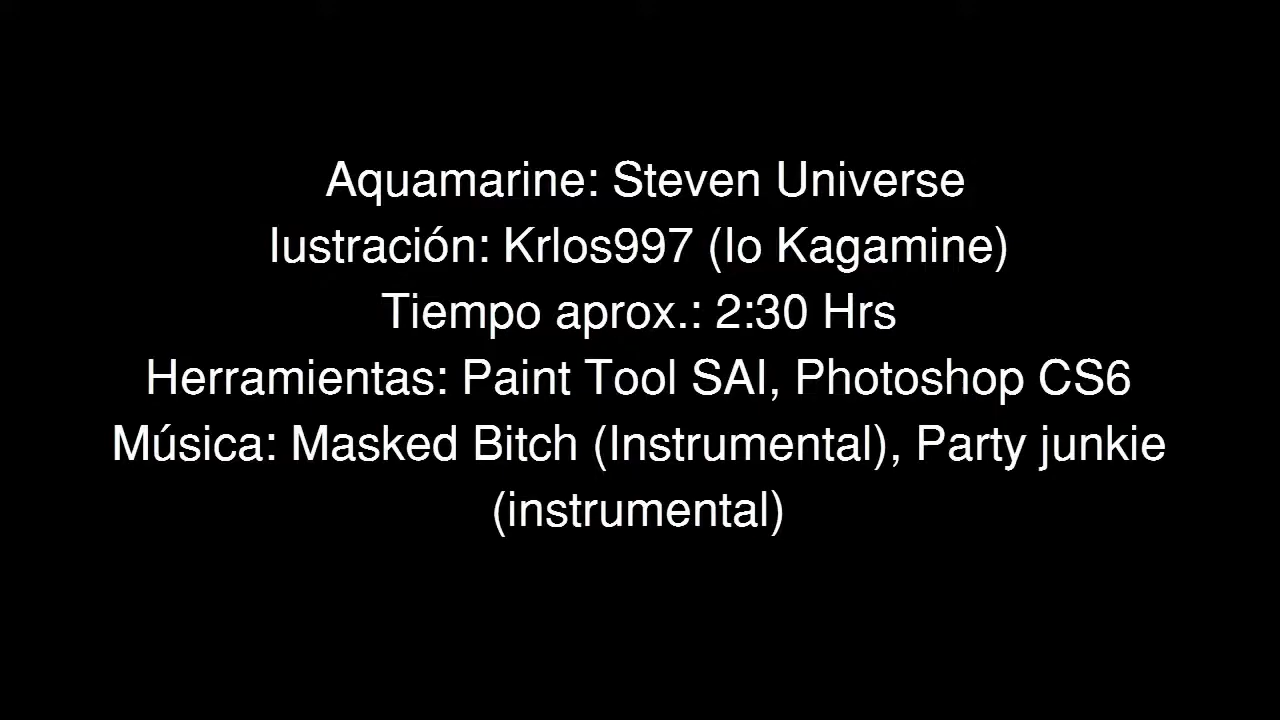 Aquamarine: Steven Universe
lustración: Krlos997 (Io Kagamine)
Tiempo aprox.: 2:30 Hrs
Herramientas: Paint Tool SAI, Photoshop CS6
Música: Masked Bitch (Instrumental), Party junkie
(instrumental)